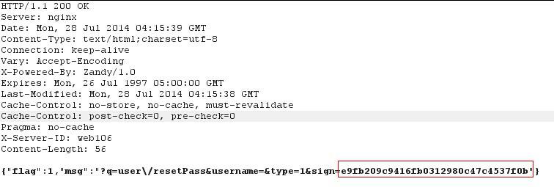 HTTP/1.1 200 OK
Server: nginx
Date: Mon, 28 Jul 2014 04:15:39 GMT
Content-Type: text/html;charset=utf-8
Connection: keep-alive
Vary: Accept-Encoding
X-Powered-By: Zandy/1.0
Expires: Mon, 26 Jul 1997 05:00:00 GMT
Last-Modified: Mon, 28 Jul 2014 04:15:38 GMT
Cache-Control: no-store, no-cache, must-revalidate
Cache-Control: post-check=0, pre-check=0
Pragma: no-cache
X-Server-ID: web106
Content-Length: 56
{"flag":1,"msg":"?q=user\/resetPass&username=&type=1&sign=e9fb209c9416fb0312980c47c4537f0b"}